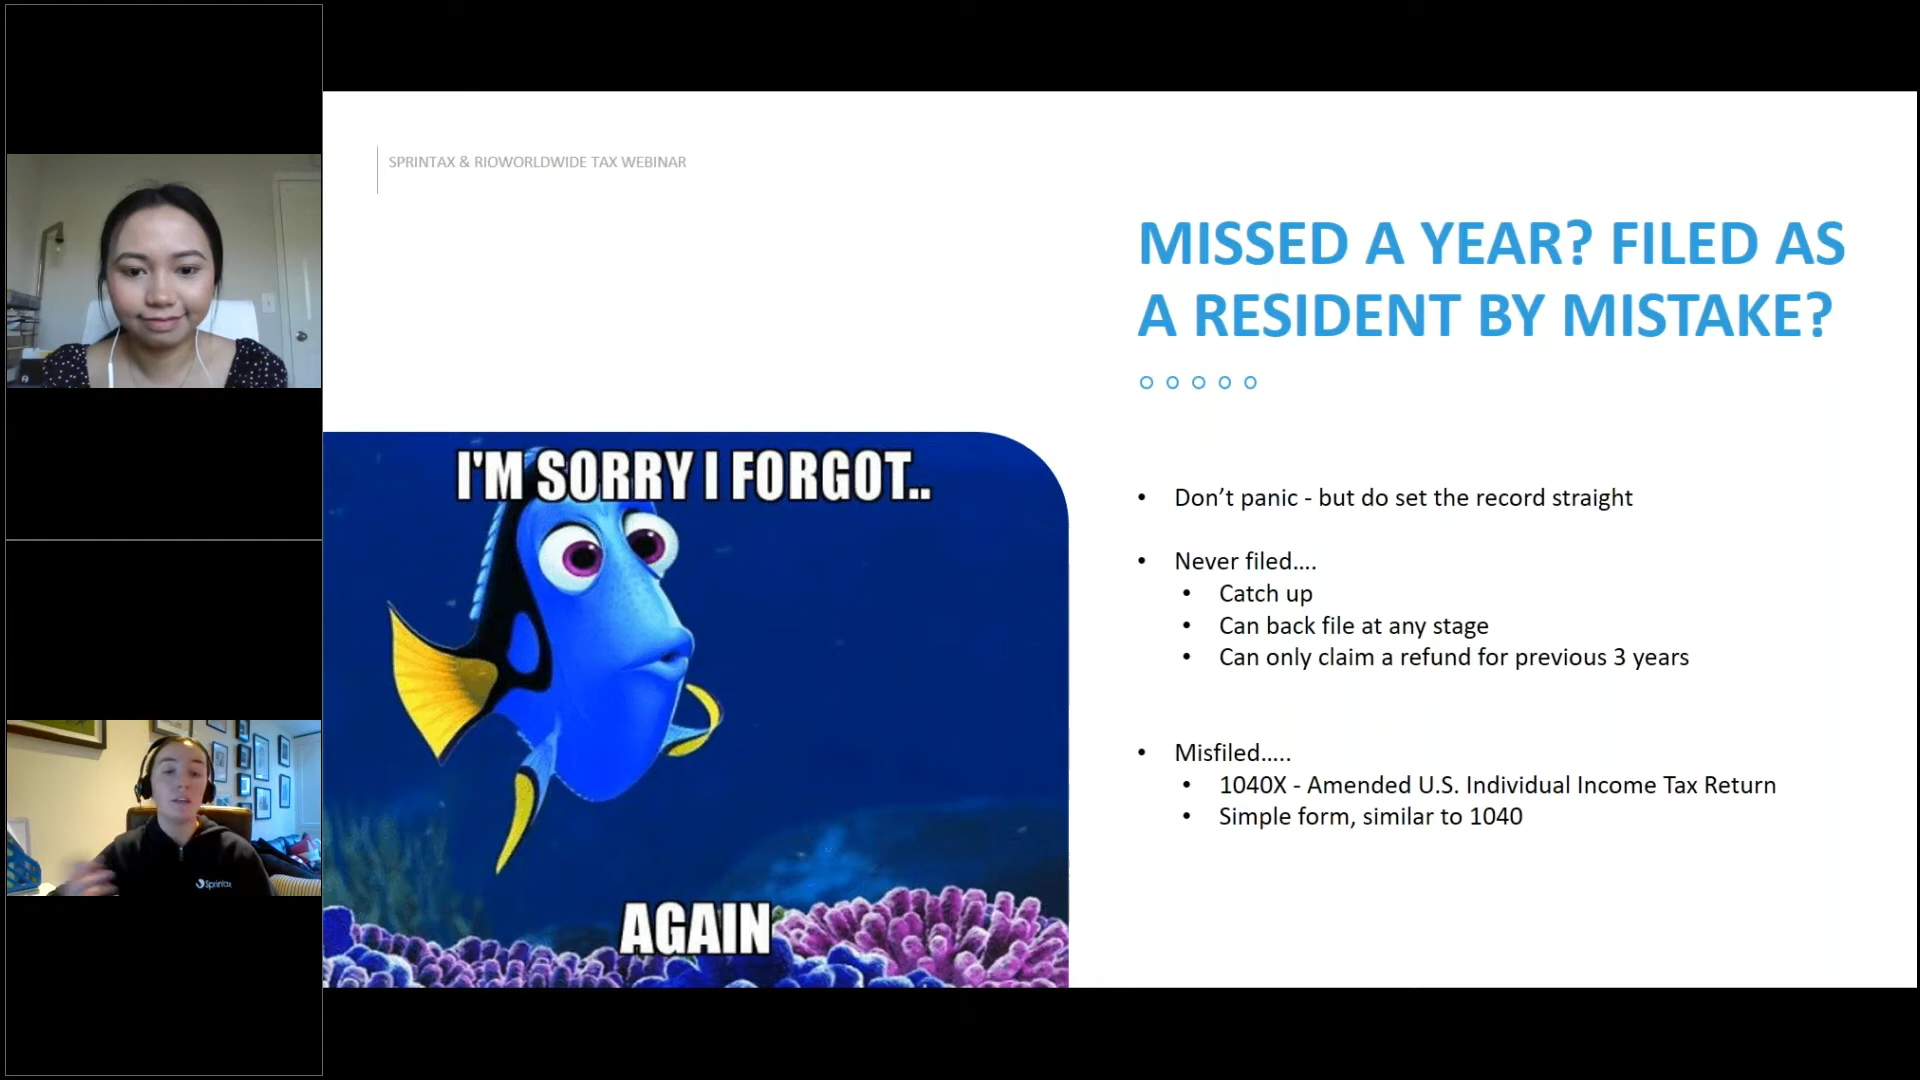 SPRINTAX & RIOWORLDWIDE TAX WEBINAR
MISSED A YEAR? FILED AS
A RESIDENT BY MISTAKE?
I'M SORRY I FORGOT..
AGAIN
• Don’t panic - but do set the record straight
• Never filed....
• Catch up
• Can back file at any stage
• Can only claim a refund for previous 3 years
• Misfiled.....
• 1040X - Amended U.S. Individual Income Tax Return
• Simple form, similar to 1040
Sprintax